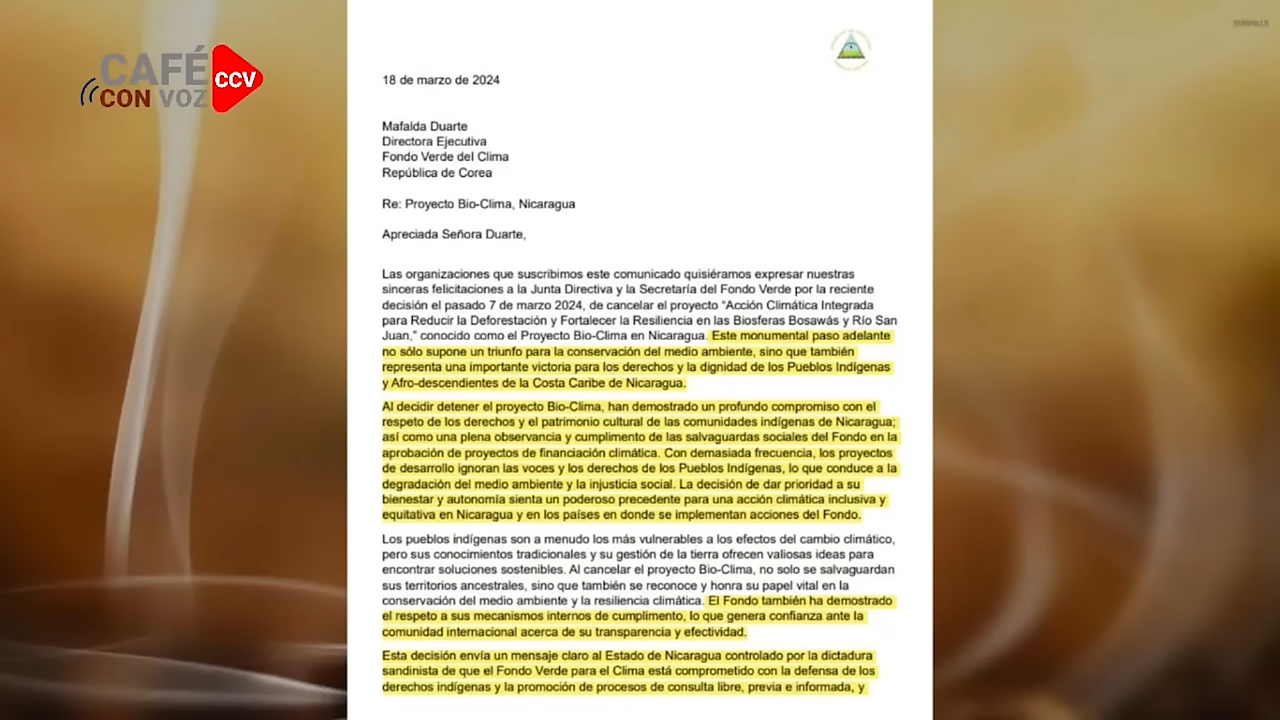 CAFÉ
CON VOZ
CCV
18 de marzo de 2024
Mafalda Duarte
Directora Ejecutiva
Fondo Verde del Clima
República de Corea
Re: Proyecto Bio-Clima, Nicaragua
Apreciada Señora Duarte,
Las organizaciones que suscribimos este comunicado quisiéramos expresar nuestras
sinceras felicitaciones a la Junta Directiva y la Secretaría del Fondo Verde por la reciente
decisión el pasado 7 de marzo 2024, de cancelar el proyecto “Acción Climática Integrada
para Reducir la Deforestación y Fortalecer la Resiliencia en las Biosferas Bosawás y Río San
Juan,” conocido como el Proyecto Bio-Clima en Nicaragua. Este monumental paso adelante
no sólo supone un triunfo para la conservación del medio ambiente, sino que también
representa una importante victoria para los derechos y la dignidad de los Pueblos Indígenas
y Afro-descendientes de la Costa Caribe de Nicaragua.
Al decidir detener el proyecto Bio-Clima, han demostrado un profundo compromiso con el
respeto de los derechos y el patrimonio cultural de las comunidades indígenas de Nicaragua;
así como una plena observancia y cumplimento de las salvaguardas sociales del Fondo en la
aprobación de proyectos de financiación climática. Con demasiada frecuencia, los proyectos
de desarrollo ignoran las voces y los derechos de los Pueblos Indígenas, lo que conduce a la
degradación del medio ambiente y la injusticia social. La decisión de dar prioridad a su
bienestar y autonomía sienta un poderoso precedente para una acción climática inclusiva y
equitativa en Nicaragua y en los países en donde se implementan acciones del Fondo.
Los pueblos indígenas son a menudo los más vulnerables a los efectos del cambio climático,
pero sus conocimientos tradicionales y su gestión de la tierra ofrecen valiosas ideas para
encontrar soluciones sostenibles. Al cancelar el proyecto Bio-Clima, no solo se salvaguardan
sus territorios ancestrales, sino que también se reconoce y honra su papel vital en la
conservación del medio ambiente y la resiliencia climática. El Fondo también ha demostrado
el respeto a sus mecanismos internos de cumplimento, lo que genera confianza ante la
comunidad internacional acerca de su transparencia y efectividad.
Esta decisión envía un mensaje claro al Estado de Nicaragua controlado por la dictadura
sandinista de que el Fondo Verde para el Clima está comprometido con la defensa de los
derechos indígenas y la promoción de procesos de consulta libre, previa e informada, y